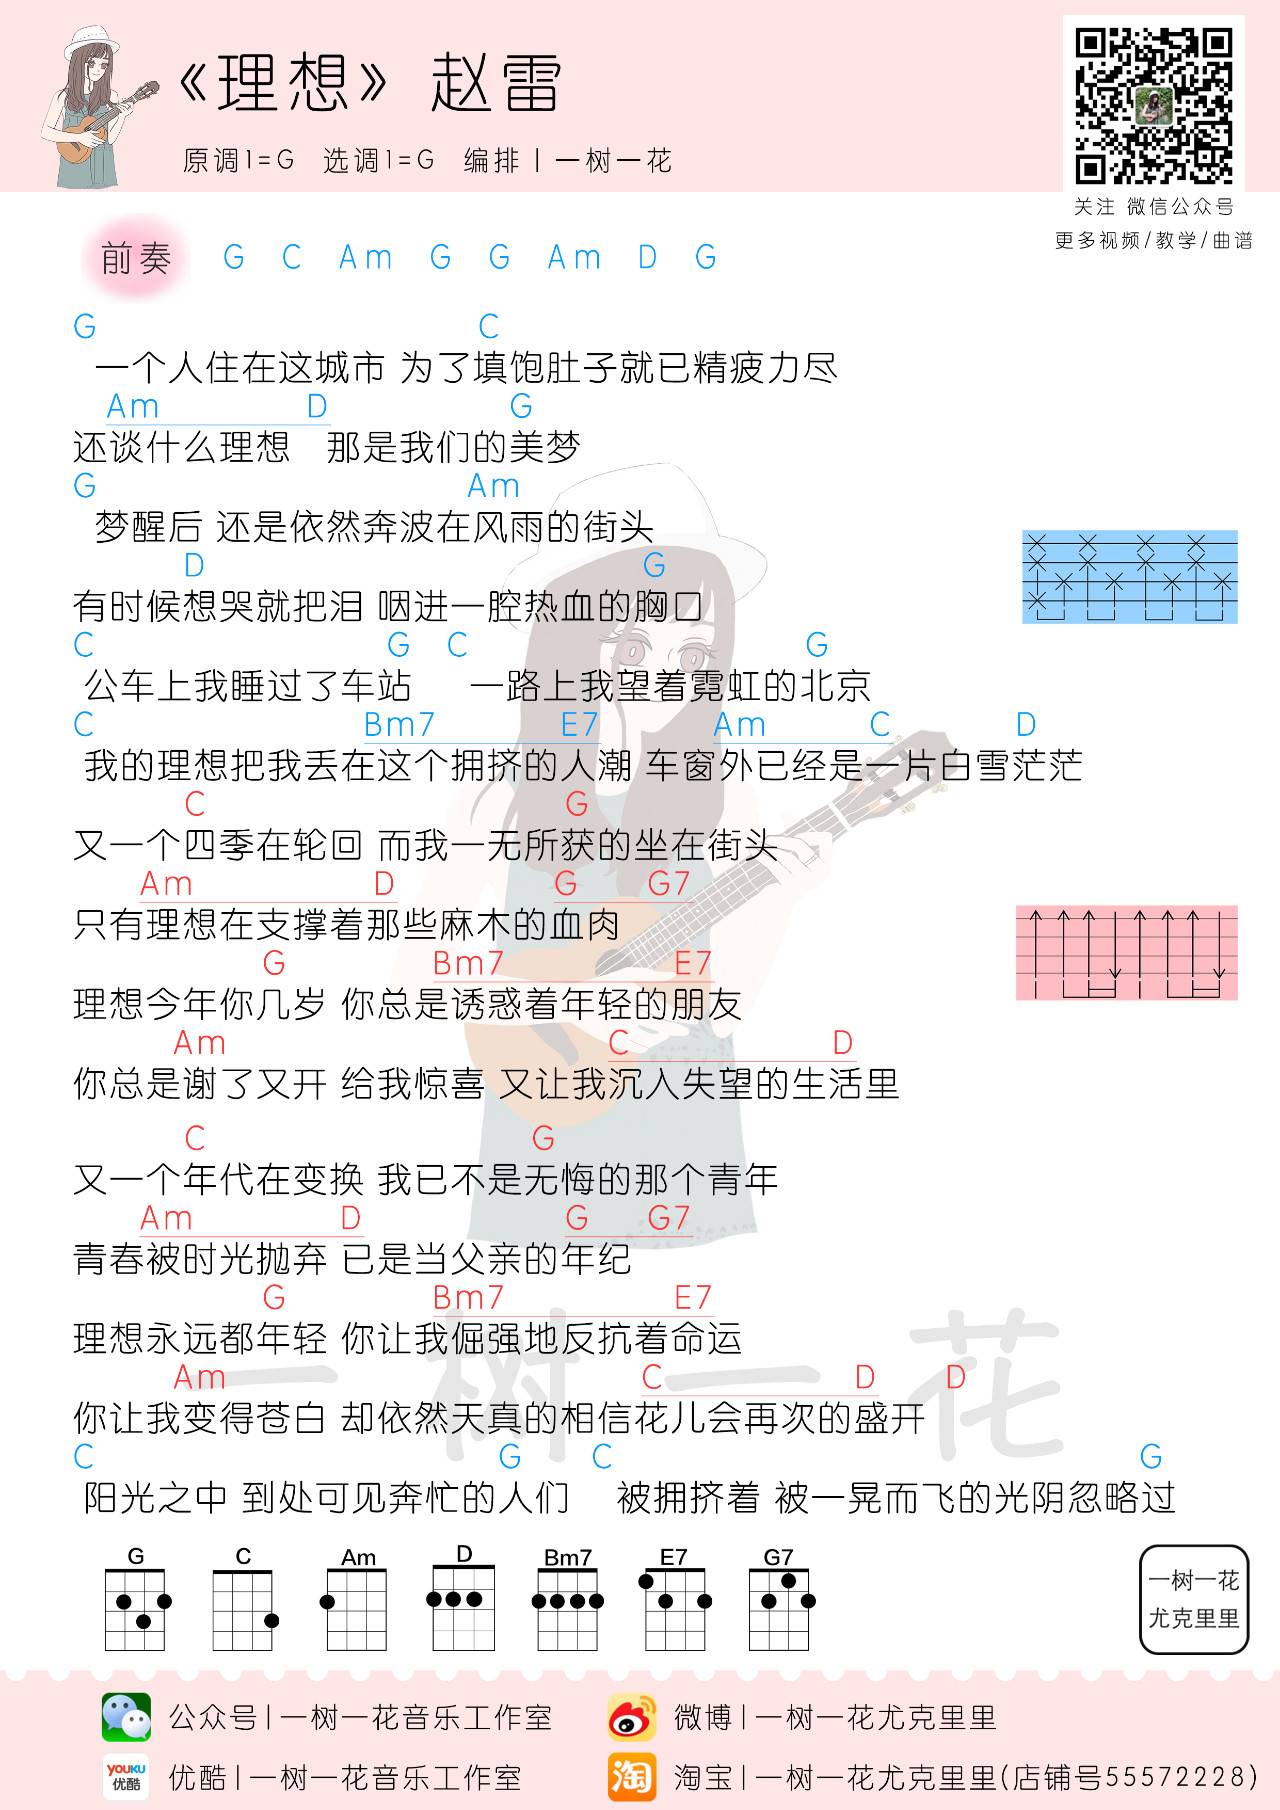 《理想》 赵雷
原调1=G 选调1=G 编排|一树一花
关注 微信公众号
更多视频/教学/曲谱
前奏 G C Am G G Am D G
G C
一个人住在这城市 为了填饱肚子就已精疲力尽
Am D G
还谈什么理想 那是我们的美梦
G Am
梦醒后 还是依然奔波在风雨的街头
D G
有时候想哭就把泪 咽进一腔热血的胸口
C G C G
公车上我睡过了车站 一路上我望着霓虹的北京
C Bm7 E7 Am C D
我的理想把我丢在这个拥挤的人潮 车窗外已经是一片白雪茫茫
C G
又一个四季在轮回 而我一无所获的坐在街头
Am D G G7
只有理想在支撑着那些麻木的血肉
G Bm7 E7
理想今年你几岁 你总是诱惑着年轻的朋友
Am C D
你总是谢了又开 给我惊喜 又让我沉入失望的生活里
C G
又一个年代在变换 我已不是无悔的那个青年
Am D G G7
青春被时光抛弃 已是当父亲的年纪
G Bm7 E7
理想永远都年轻 你让我倔强地反抗着命运
Am C D D
你让我变得苍白 却依然天真的相信花儿会再次的盛开
C G C G
阳光之中 到处可见奔忙的人们 被拥挤着 被一晃而飞的光阴忽略过
一树一花
G C Am D Bm7 E7 G7
一树一花
尤克里里
公众号|一树一花音乐工作室 微博|一树一花尤克里里
YOUKU
优酷
优酷|一树一花音乐工作室 淘 淘宝|一树一花尤克里里(店铺号55572228)